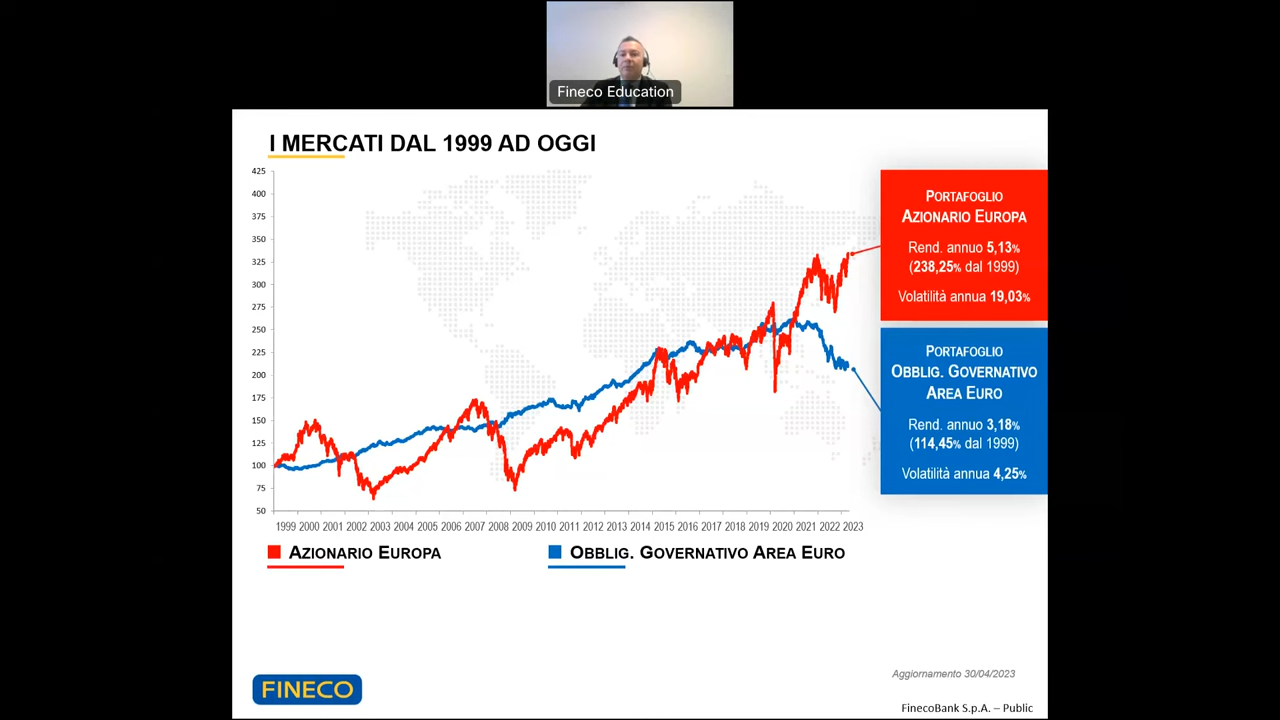 Fineco Education
I MERCATI DAL 1999 AD OGGI
425
400
375
350
325
300
275
250
225
200
175
150
125
100
75
50
1999 2000 2001 2002 2003 2004 2005 2006 2007 2008 2009 2010 2011 2012 2013 2014 2015 2016 2017 2018 2019 2020 2021 2022 2023
PORTAFOGLIO
AZIONARIO EUROPA
Rend. annuo 5,13%
(238,25% dal 1999)
Volatilità annua 19,03%
PORTAFOGLIO
OBBLIG. GOVERNATIVO
AREA EURO
Rend. annuo 3,18%
(114,45% dal 1999)
Volatilità annua 4,25%
AZIONARIO EUROPA
OBBLIG. GOVERNATIVO AREA EURO
Aggiornamento 30/04/2023
FINECO
FinecoBank S.p.A. – Public